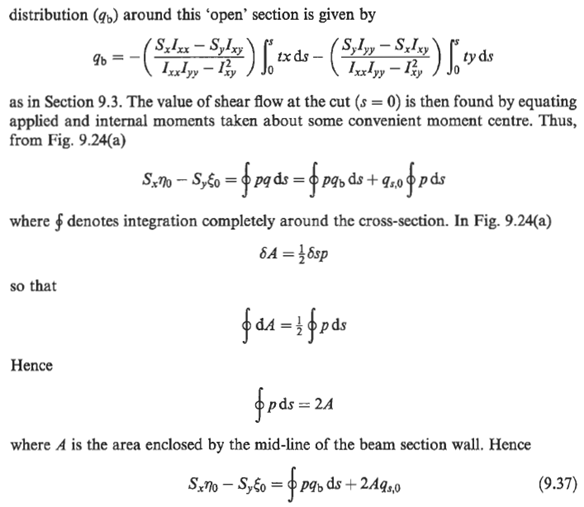 distribution (q_b) around this ‘open’ section is given by
q_b = −( (S_x I_xx − S_y I_xy) / (I_xx I_yy − I_xy^2) ) ∫_0^s tx ds − ( (S_y I_yy − S_x I_xy) / (I_xx I_yy − I_xy^2) ) ∫_0^s ty ds
as in Section 9.3. The value of shear flow at the cut (s = 0) is then found by equating
applied and internal moments taken about some convenient moment centre. Thus,
from Fig. 9.24(a)
S_x η_0 − S_y ξ_0 = ∮ pq ds = ∮ pq_b ds + q_s,0 ∮ p ds
where ∮ denotes integration completely around the cross-section. In Fig. 9.24(a)
δA = ½ δsp
so that
∮ dA = ½ ∮ p ds
Hence
∮ p ds = 2A
where A is the area enclosed by the mid-line of the beam section wall. Hence
S_x η_0 − S_y ξ_0 = ∮ pq_b ds + 2Aq_s,0 (9.37)